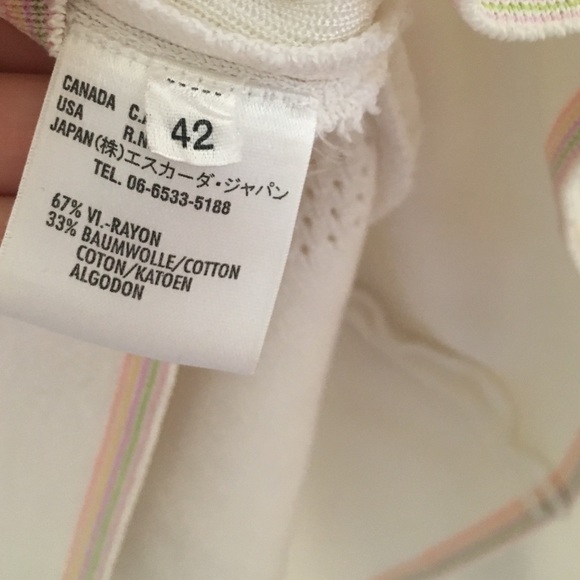 CANADA C.A
USA R.N
42
JAPAN(株)エスカーダ・ジャパン
TEL. 06-6533-5188
67% VI.-RAYON
33% BAUMWOLLE/COTTON
COTON/KATOEN
ALGODON